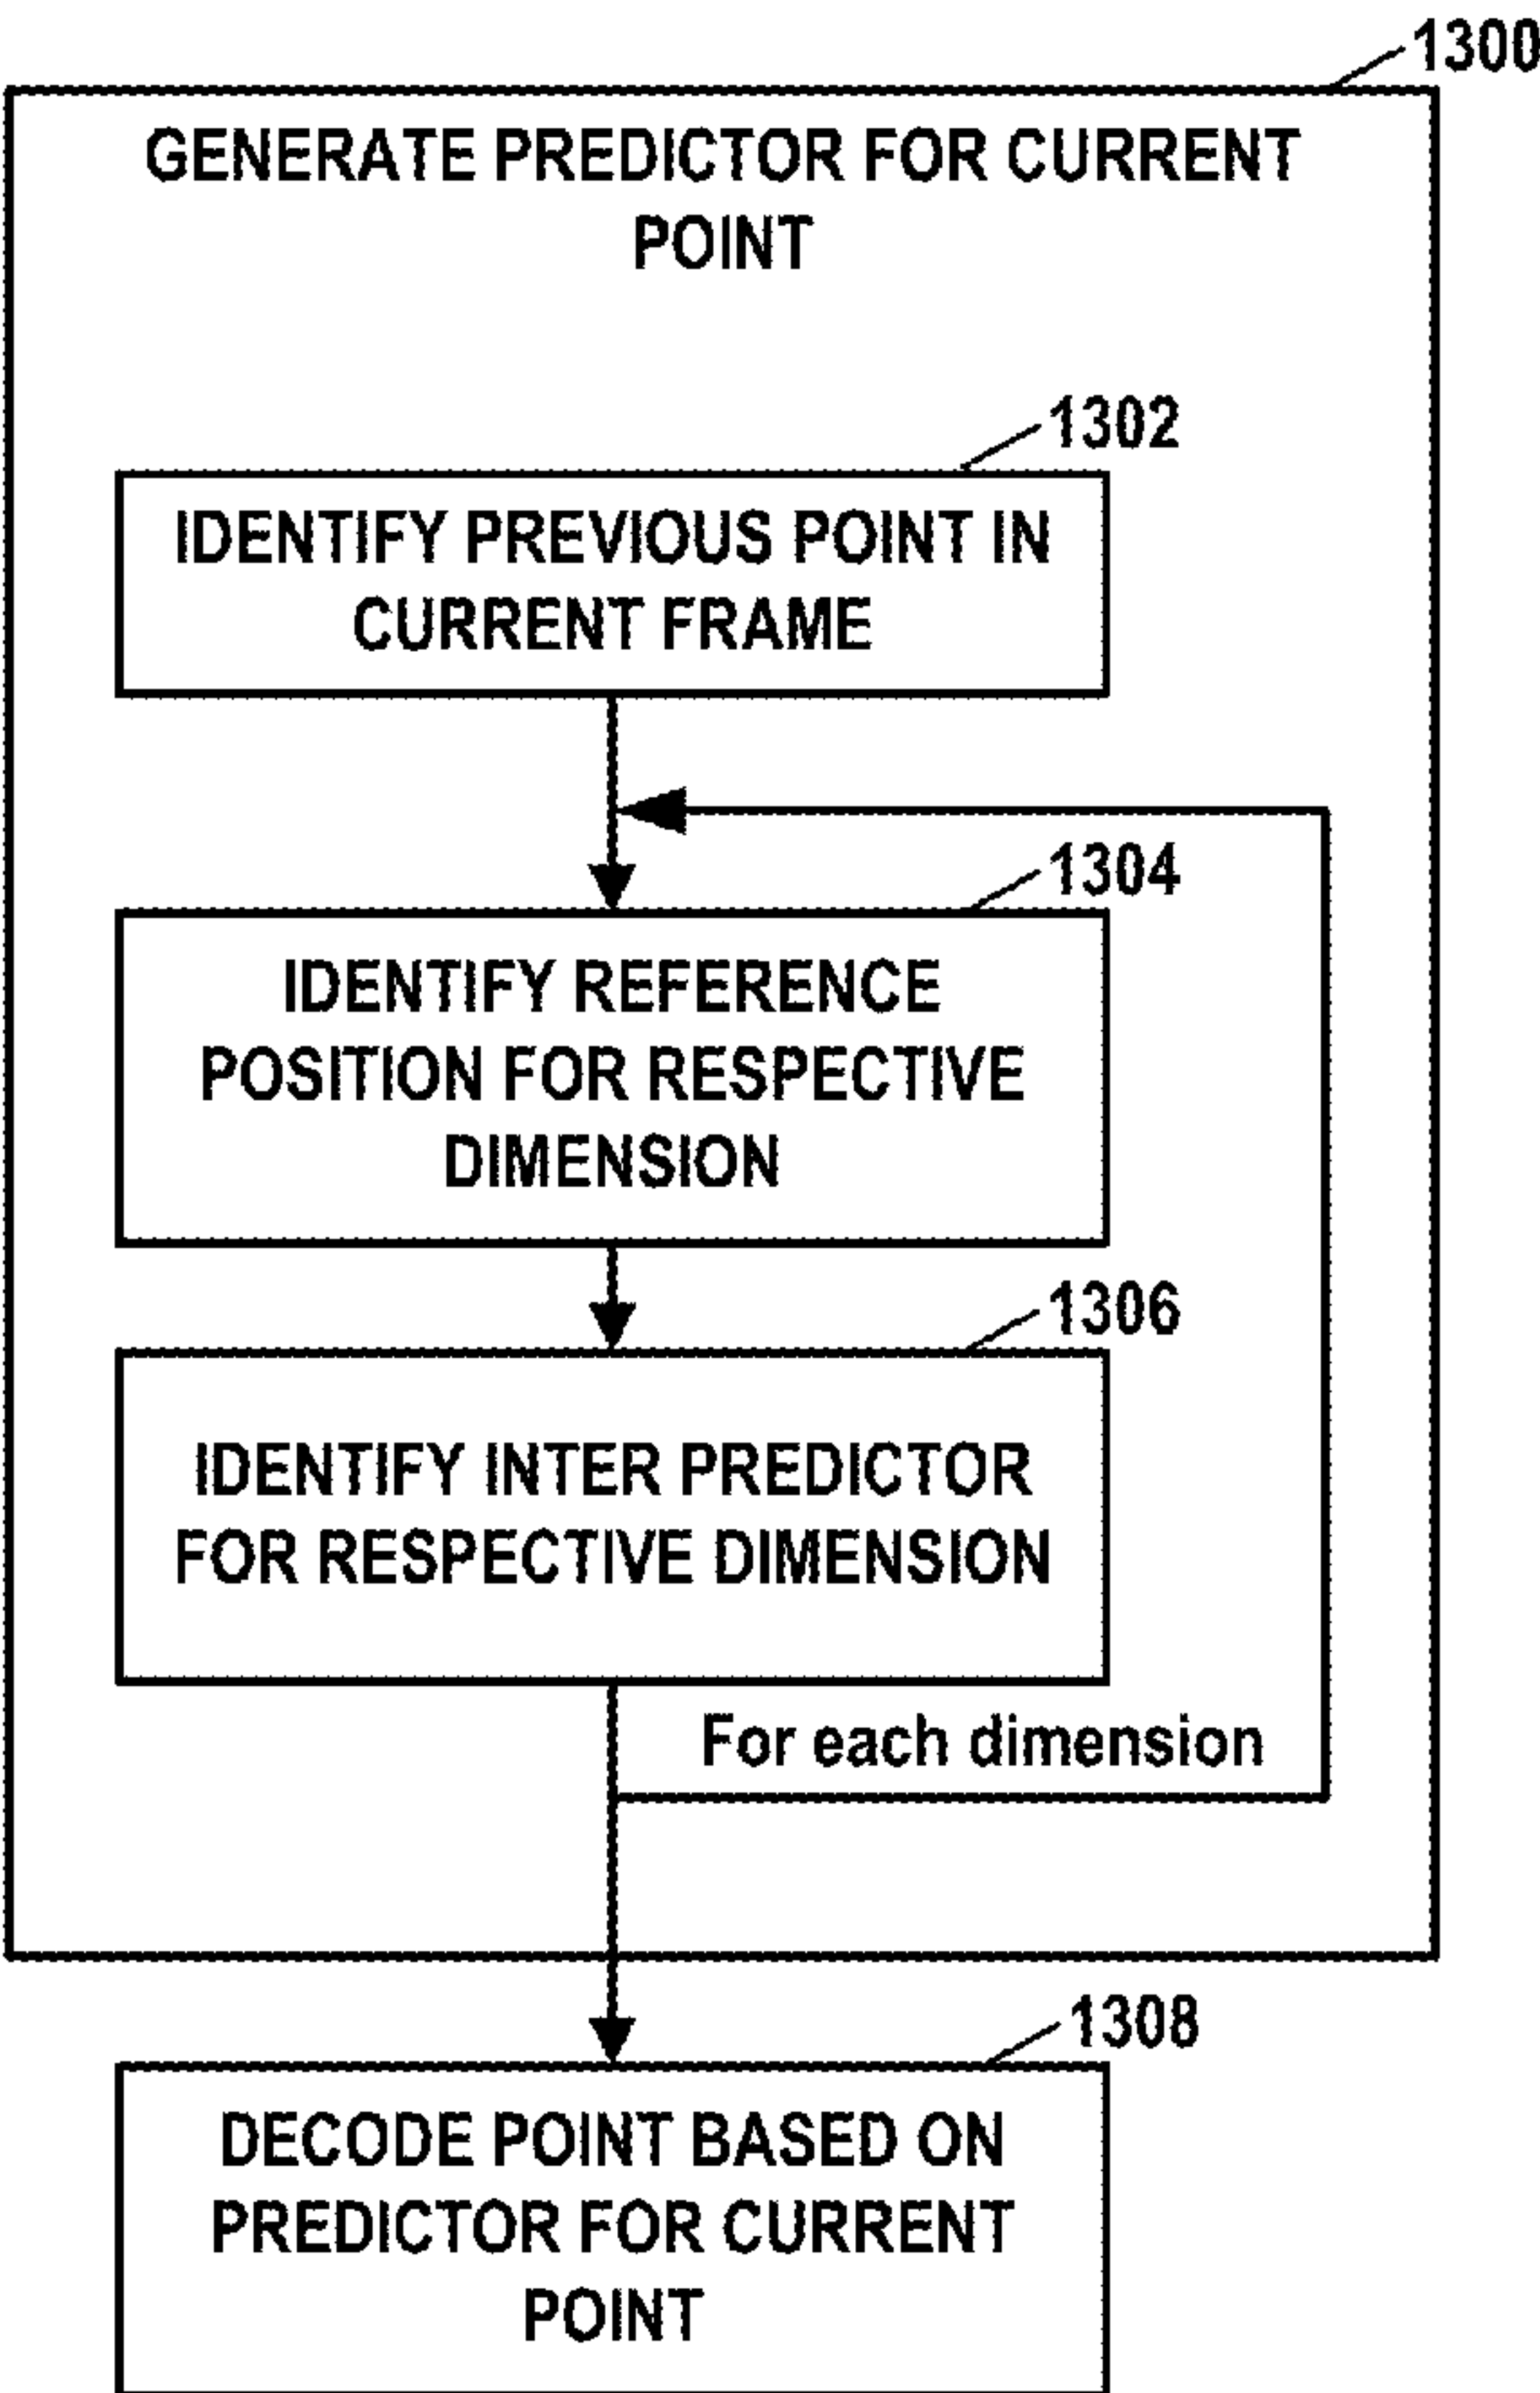 1300
GENERATE PREDICTOR FOR CURRENT
POINT
1302
IDENTIFY PREVIOUS POINT IN
CURRENT FRAME
1304
IDENTIFY REFERENCE
POSITION FOR RESPECTIVE
DIMENSION
1306
IDENTIFY INTER PREDICTOR
FOR RESPECTIVE DIMENSION
For each dimension
1308
DECODE POINT BASED ON
PREDICTOR FOR CURRENT
POINT